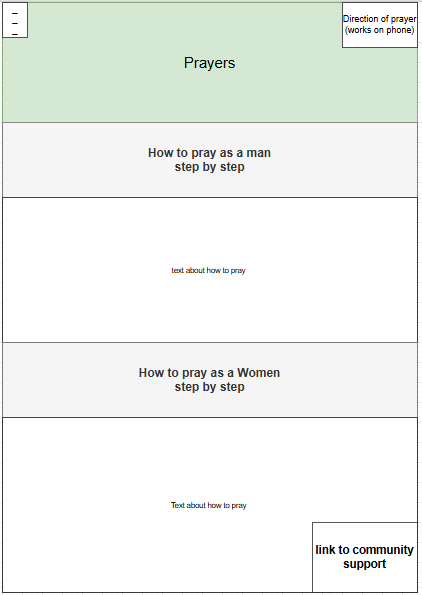 Direction of prayer
(works on phone)
Prayers
How to pray as a man
step by step
text about how to pray
How to pray as a Women
step by step
Text about how to pray
link to community
support